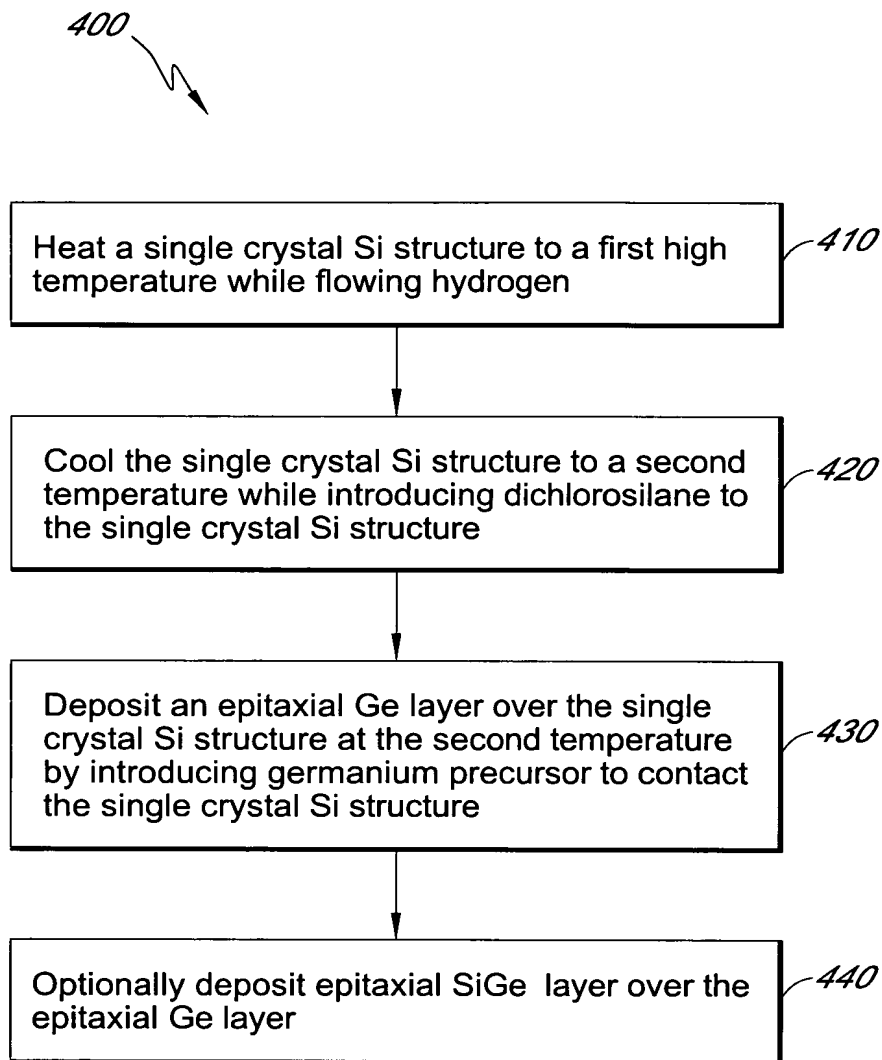 400
Heat a single crystal Si structure to a first high
temperature while flowing hydrogen
410
Cool the single crystal Si structure to a second
temperature while introducing dichlorosilane to
the single crystal Si structure
420
Deposit an epitaxial Ge layer over the single
crystal Si structure at the second temperature
by introducing germanium precursor to contact
the single crystal Si structure
430
Optionally deposit epitaxial SiGe layer over the
epitaxial Ge layer
440